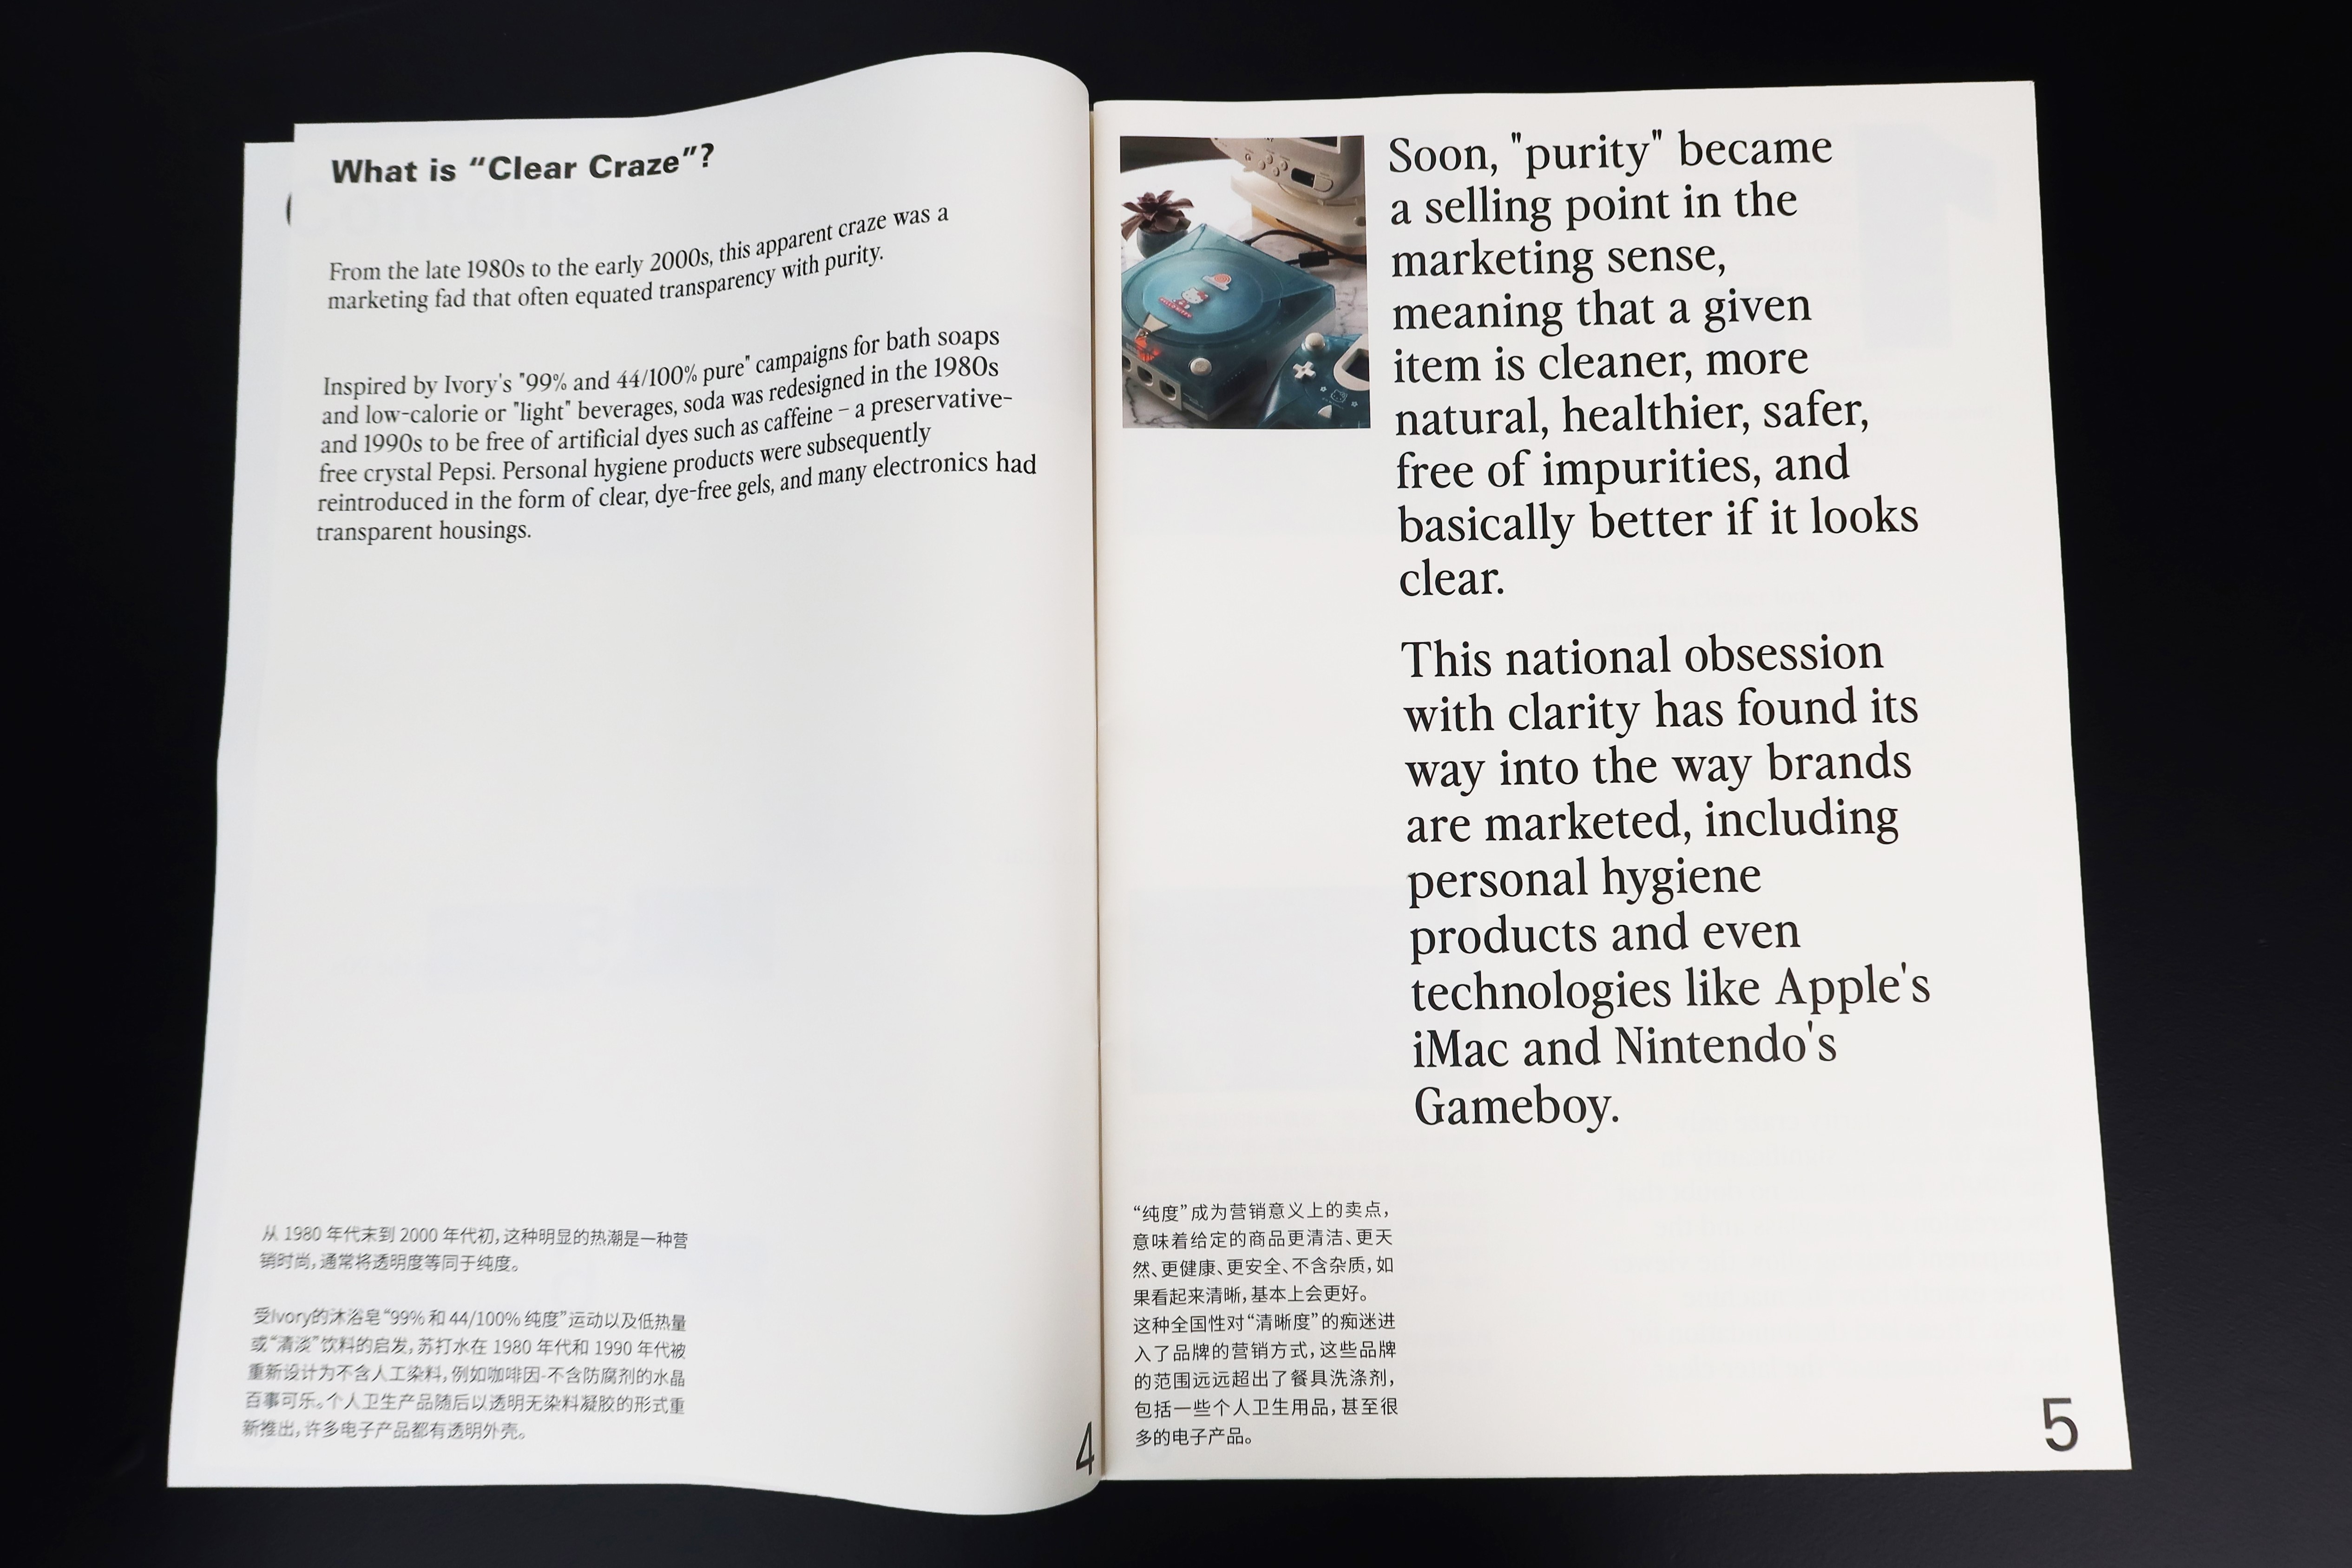 What is “Clear Craze”?
From the late 1980s to the early 2000s, this apparent craze was a
marketing fad that often equated transparency with purity.
Inspired by Ivory's "99% and 44/100% pure" campaigns for bath soaps
and low-calorie or "light" beverages, soda was redesigned in the 1980s
and 1990s to be free of artificial dyes such as caffeine – a preservative-
free crystal Pepsi. Personal hygiene products were subsequently
reintroduced in the form of clear, dye-free gels, and many electronics had
transparent housings.
从 1980 年代末到 2000 年代初，这种明显的热潮是一种营
销时尚，通常将透明度等同于纯度。
受Ivory的沐浴皂“99% 和 44/100% 纯度”运动以及低热量
或“清淡”饮料的启发，苏打水在 1980 年代和 1990 年代被
重新设计为不含人工染料，例如咖啡因-不含防腐剂的水晶
百事可乐。个人卫生产品随后以透明无染料凝胶的形式重
新推出，许多电子产品都有透明外壳。
4
Soon, "purity" became
a selling point in the
marketing sense,
meaning that a given
item is cleaner, more
natural, healthier, safer,
free of impurities, and
basically better if it looks
clear.
This national obsession
with clarity has found its
way into the way brands
are marketed, including
personal hygiene
products and even
technologies like Apple's
iMac and Nintendo's
Gameboy.
“纯度”成为营销意义上的卖点，
意味着给定的商品更清洁、更天
然、更健康、更安全、不含杂质，如
果看起来清晰，基本上会更好。
这种全国性对“清晰度”的痴迷进
入了品牌的营销方式，这些品牌
的范围远远超出了餐具洗涤剂，
包括一些个人卫生用品，甚至很
多的电子产品。
5